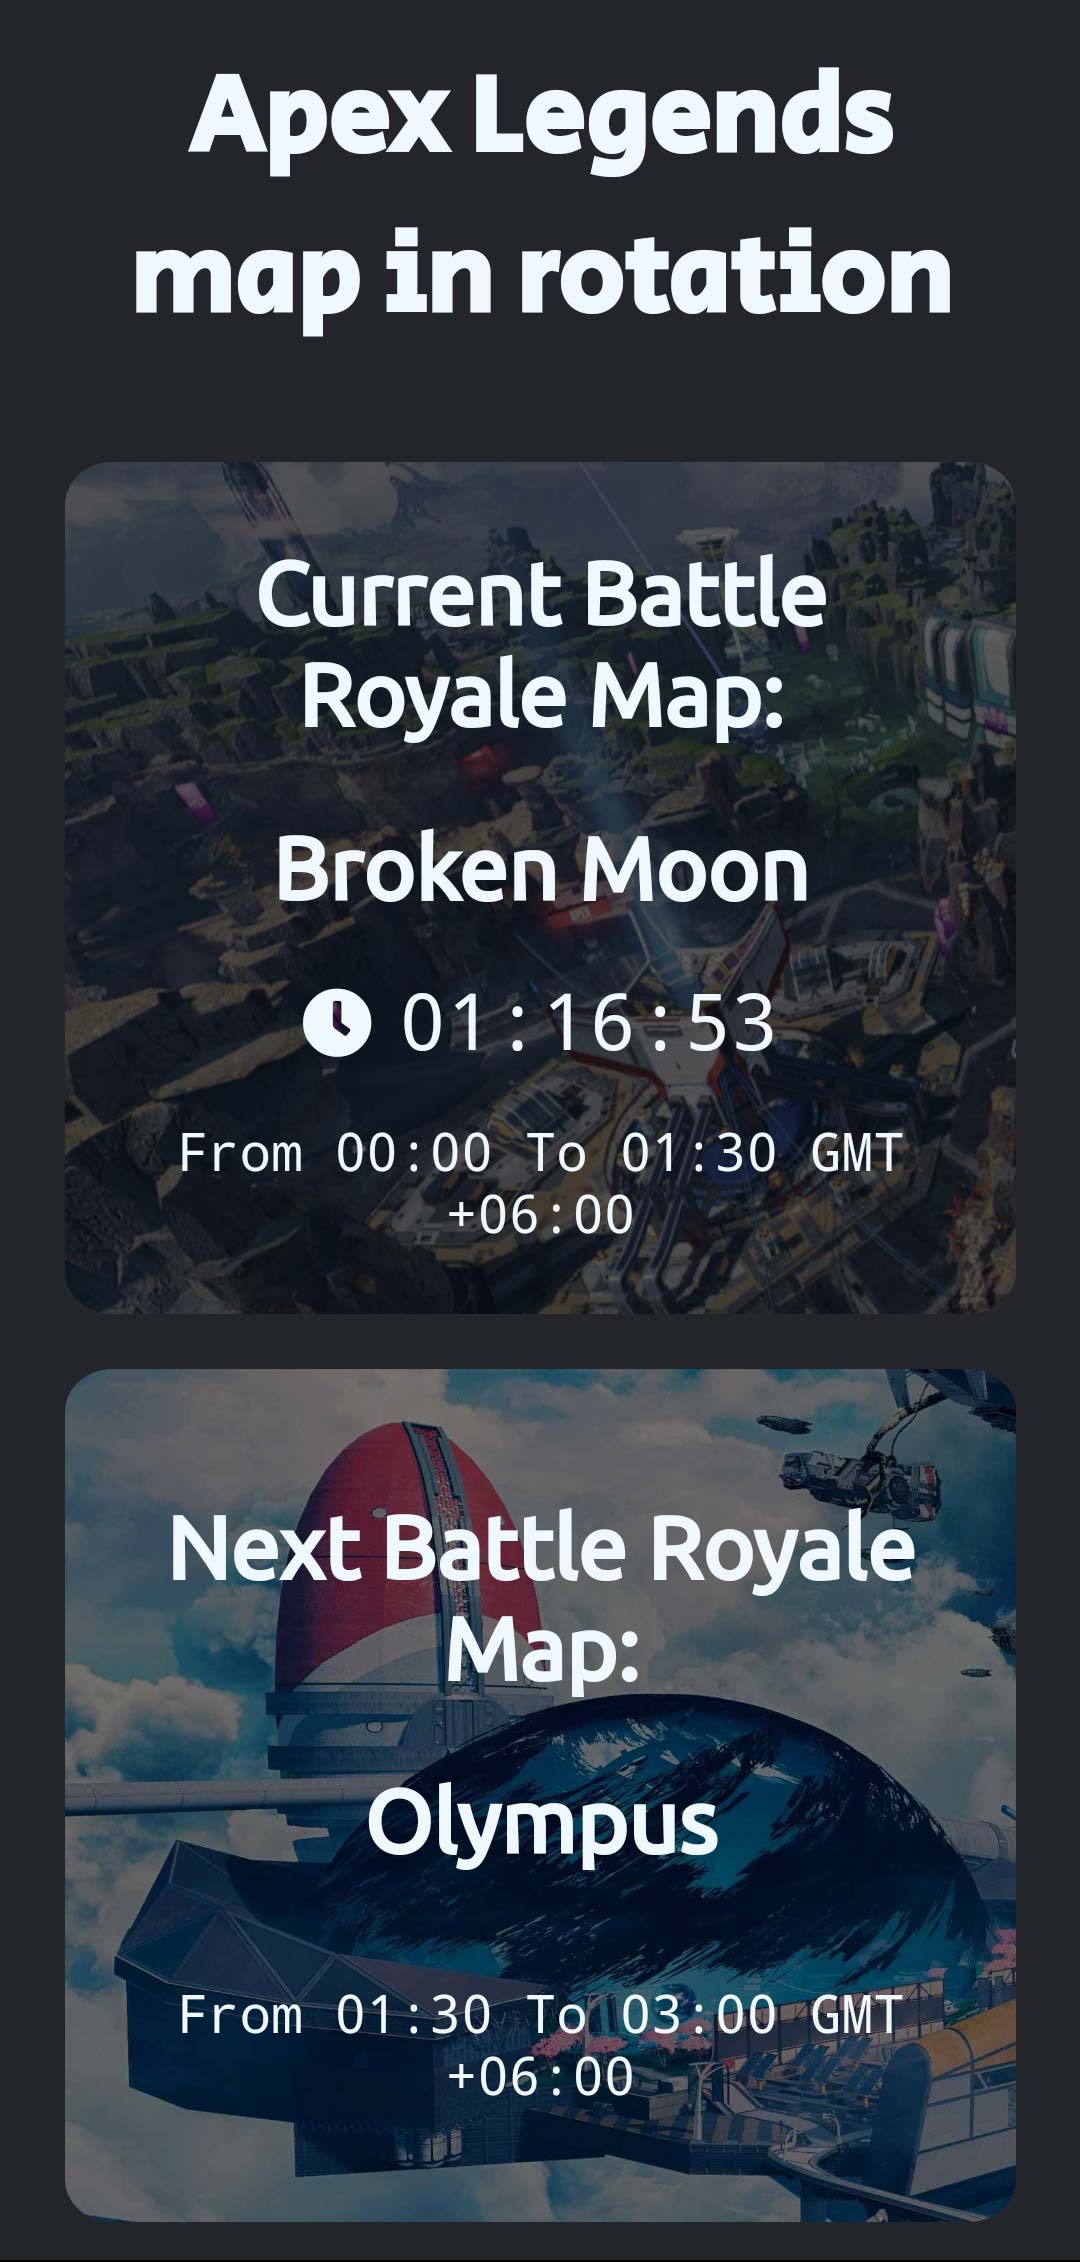 Apex Legends
map in rotation
Current Battle
Royale Map:
Broken Moon
01:16:53
From 00:00 To 01:30 GMT
+06:00
Next Battle Royale
Map:
Olympus
From 01:30 To 03:00 GMT
+06:00